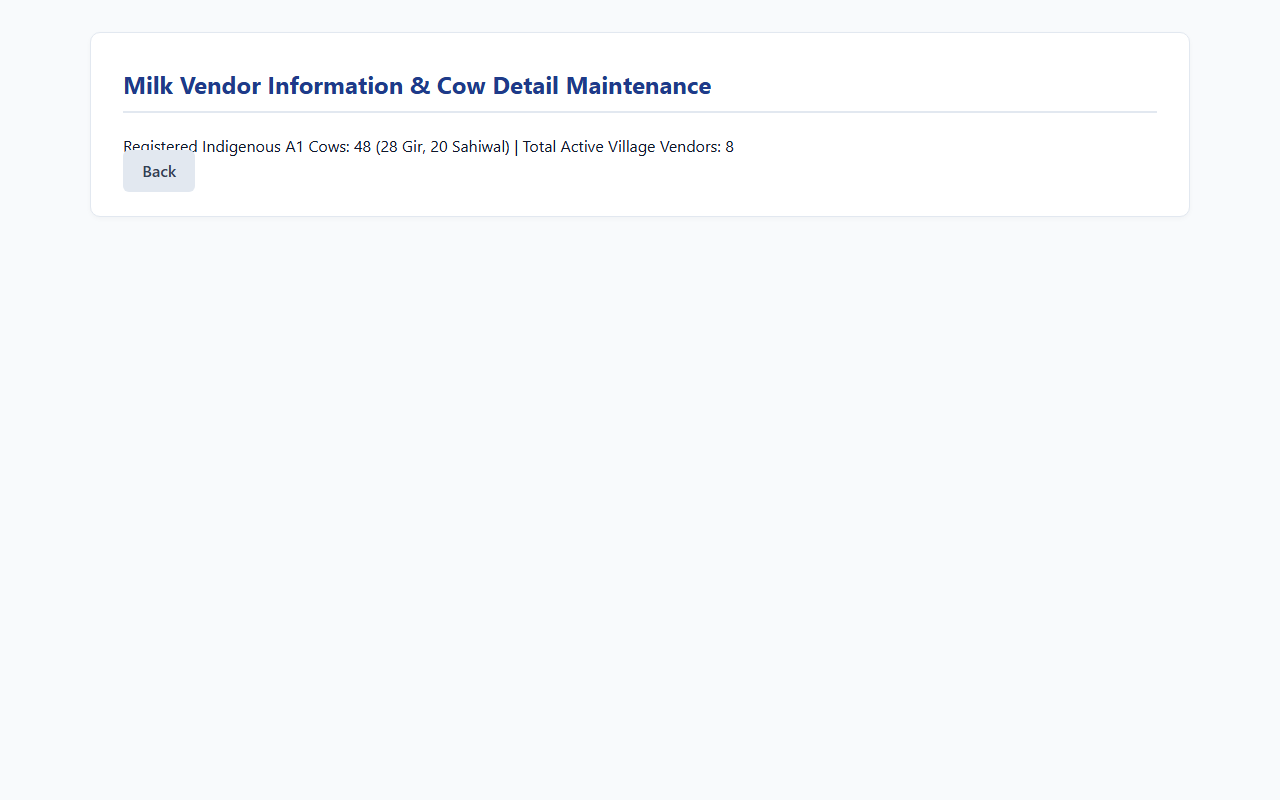 Milk Vendor Information & Cow Detail Maintenance
Registered Indigenous A1 Cows: 48 (28 Gir, 20 Sahiwal) | Total Active Village Vendors: 8
Back